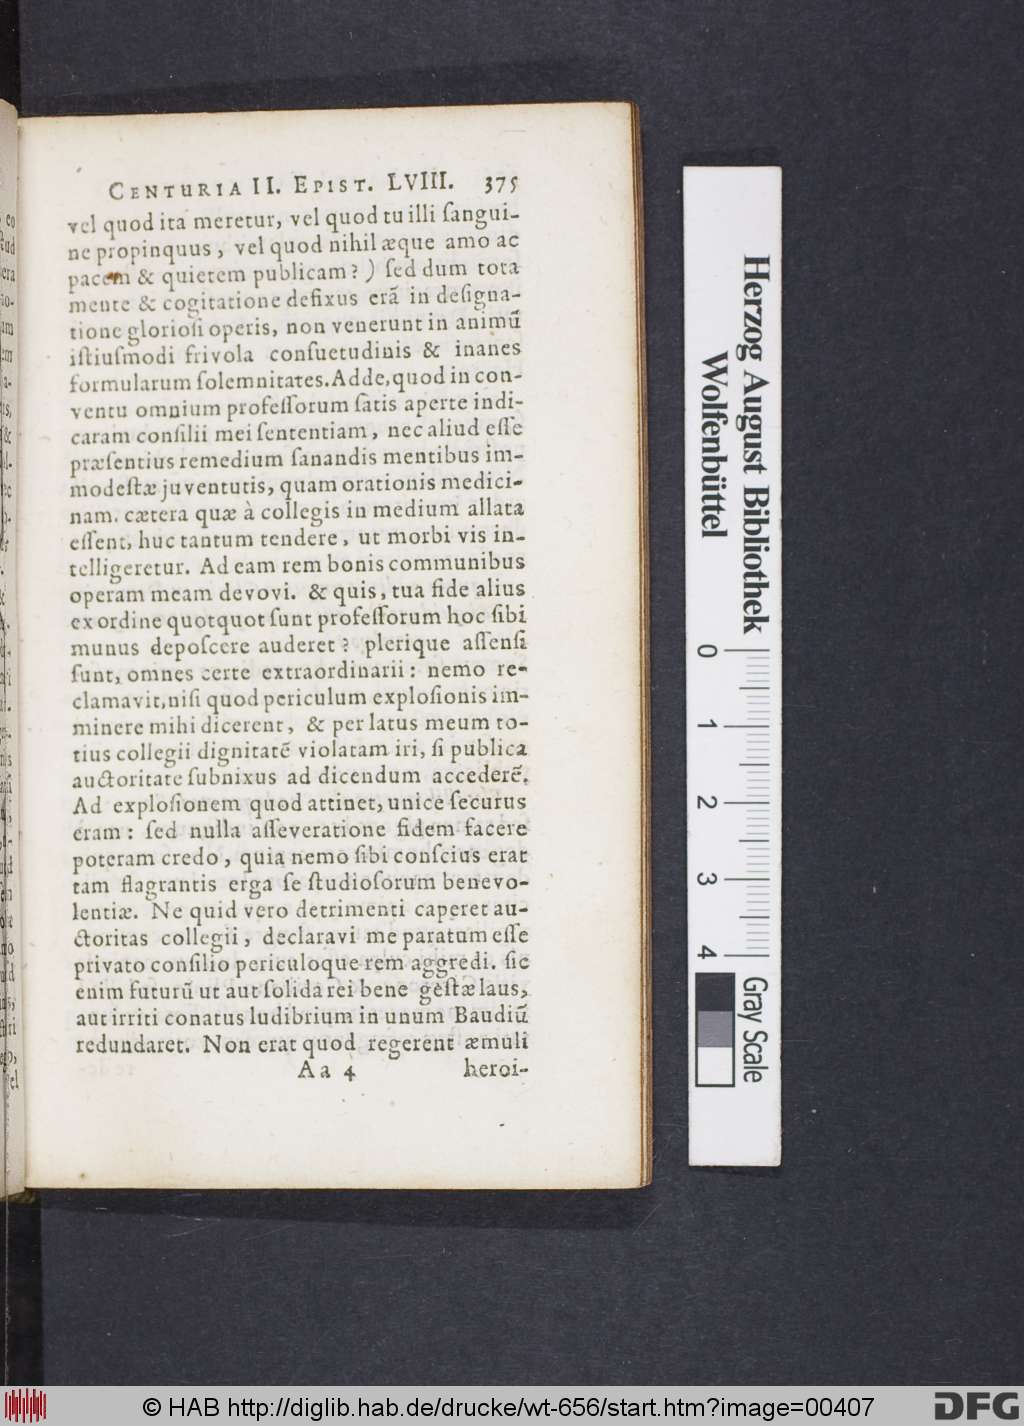 CENTURIA II. EPIST. LVIII. 375
vel quod ita meretur, vel quod tu illi ſangui-
ne propinquus, vel quod nihil æque amo ac
pacem & quietem publicam?) ſed dum tota
mente & cogitatione defixus erā in deſigna-
tione glorioſi operis, non venerunt in animū
iſtiuſmodi frivola conſuetudinis & inanes
formularum ſolemnitates. Adde, quod in con-
ventu omnium profeſſorum ſatis aperte indi-
caram conſilii mei ſententiam, nec aliud eſſe
præſentius remedium ſanandis mentibus im-
modeſtæ juventutis, quam orationis medici-
nam. cætera quæ à collegis in medium allata
eſſent, huc tantum tendere, ut morbi vis in-
telligeretur. Ad eam rem bonis communibus
operam meam devovi. & quis, tua fide alius
ex ordine quotquot ſunt profeſſorum hoc ſibi
munus depoſcere auderet? plerique aſſenſi
ſunt, omnes certe extraordinarii: nemo re-
clamavit, niſi quod periculum exploſionis im-
minere mihi dicerent, & per latus meum to-
tius collegii dignitatē violatam iri, ſi publica
auctoritate ſubnixus ad dicendum accederē.
Ad exploſionem quod attinet, unice ſecurus
eram: ſed nulla aſſeveratione fidem facere
poteram credo, quia nemo ſibi conſcius erat
tam flagrantis erga ſe ſtudioſorum benevo-
lentiæ. Ne quid vero detrimenti caperet au-
ctoritas collegii, declaravi me paratum eſſe
privato conſilio periculoque rem aggredi. ſic
enim futurū ut aut ſolida rei bene geſtæ laus,
aut irriti conatus ludibrium in unum Baudiū
redundaret. Non erat quod regerent æmuli
Aa 4 heroi-
Herzog August Bibliothek
Wolfenbüttel
0 1 2 3 4
Gray Scale
© HAB http://diglib.hab.de/drucke/wt-656/start.htm?image=00407
DFG